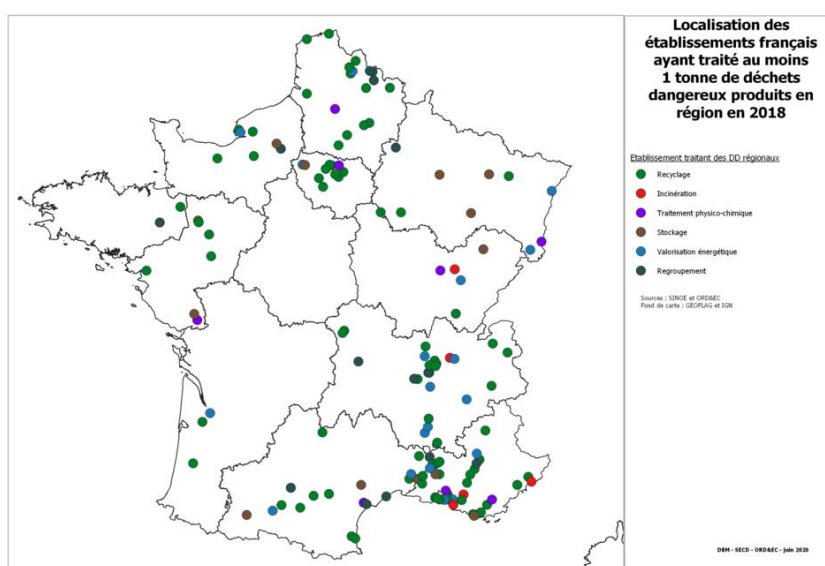 Localisation des
établissements français
ayant traité au moins
1 tonne de déchets
dangereux produits en
région en 2018
Etablissement traitant des DD régionaux
Recyclage
Incinération
Traitement physico-chimique
Stockage
Valorisation énergétique
Regroupement
Sources : SINOE et ORD&EC
Fond de carte : GEOFLAG et IGN
DBM - SECD - ORD&EC - juin 2020